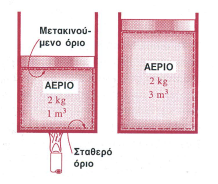 Μετακινού-
μενο όριο
ΑΕΡΙΟ
2 kg
1 m³
ΑΕΡΙΟ
2 kg
3 m³
Σταθερό
όριο